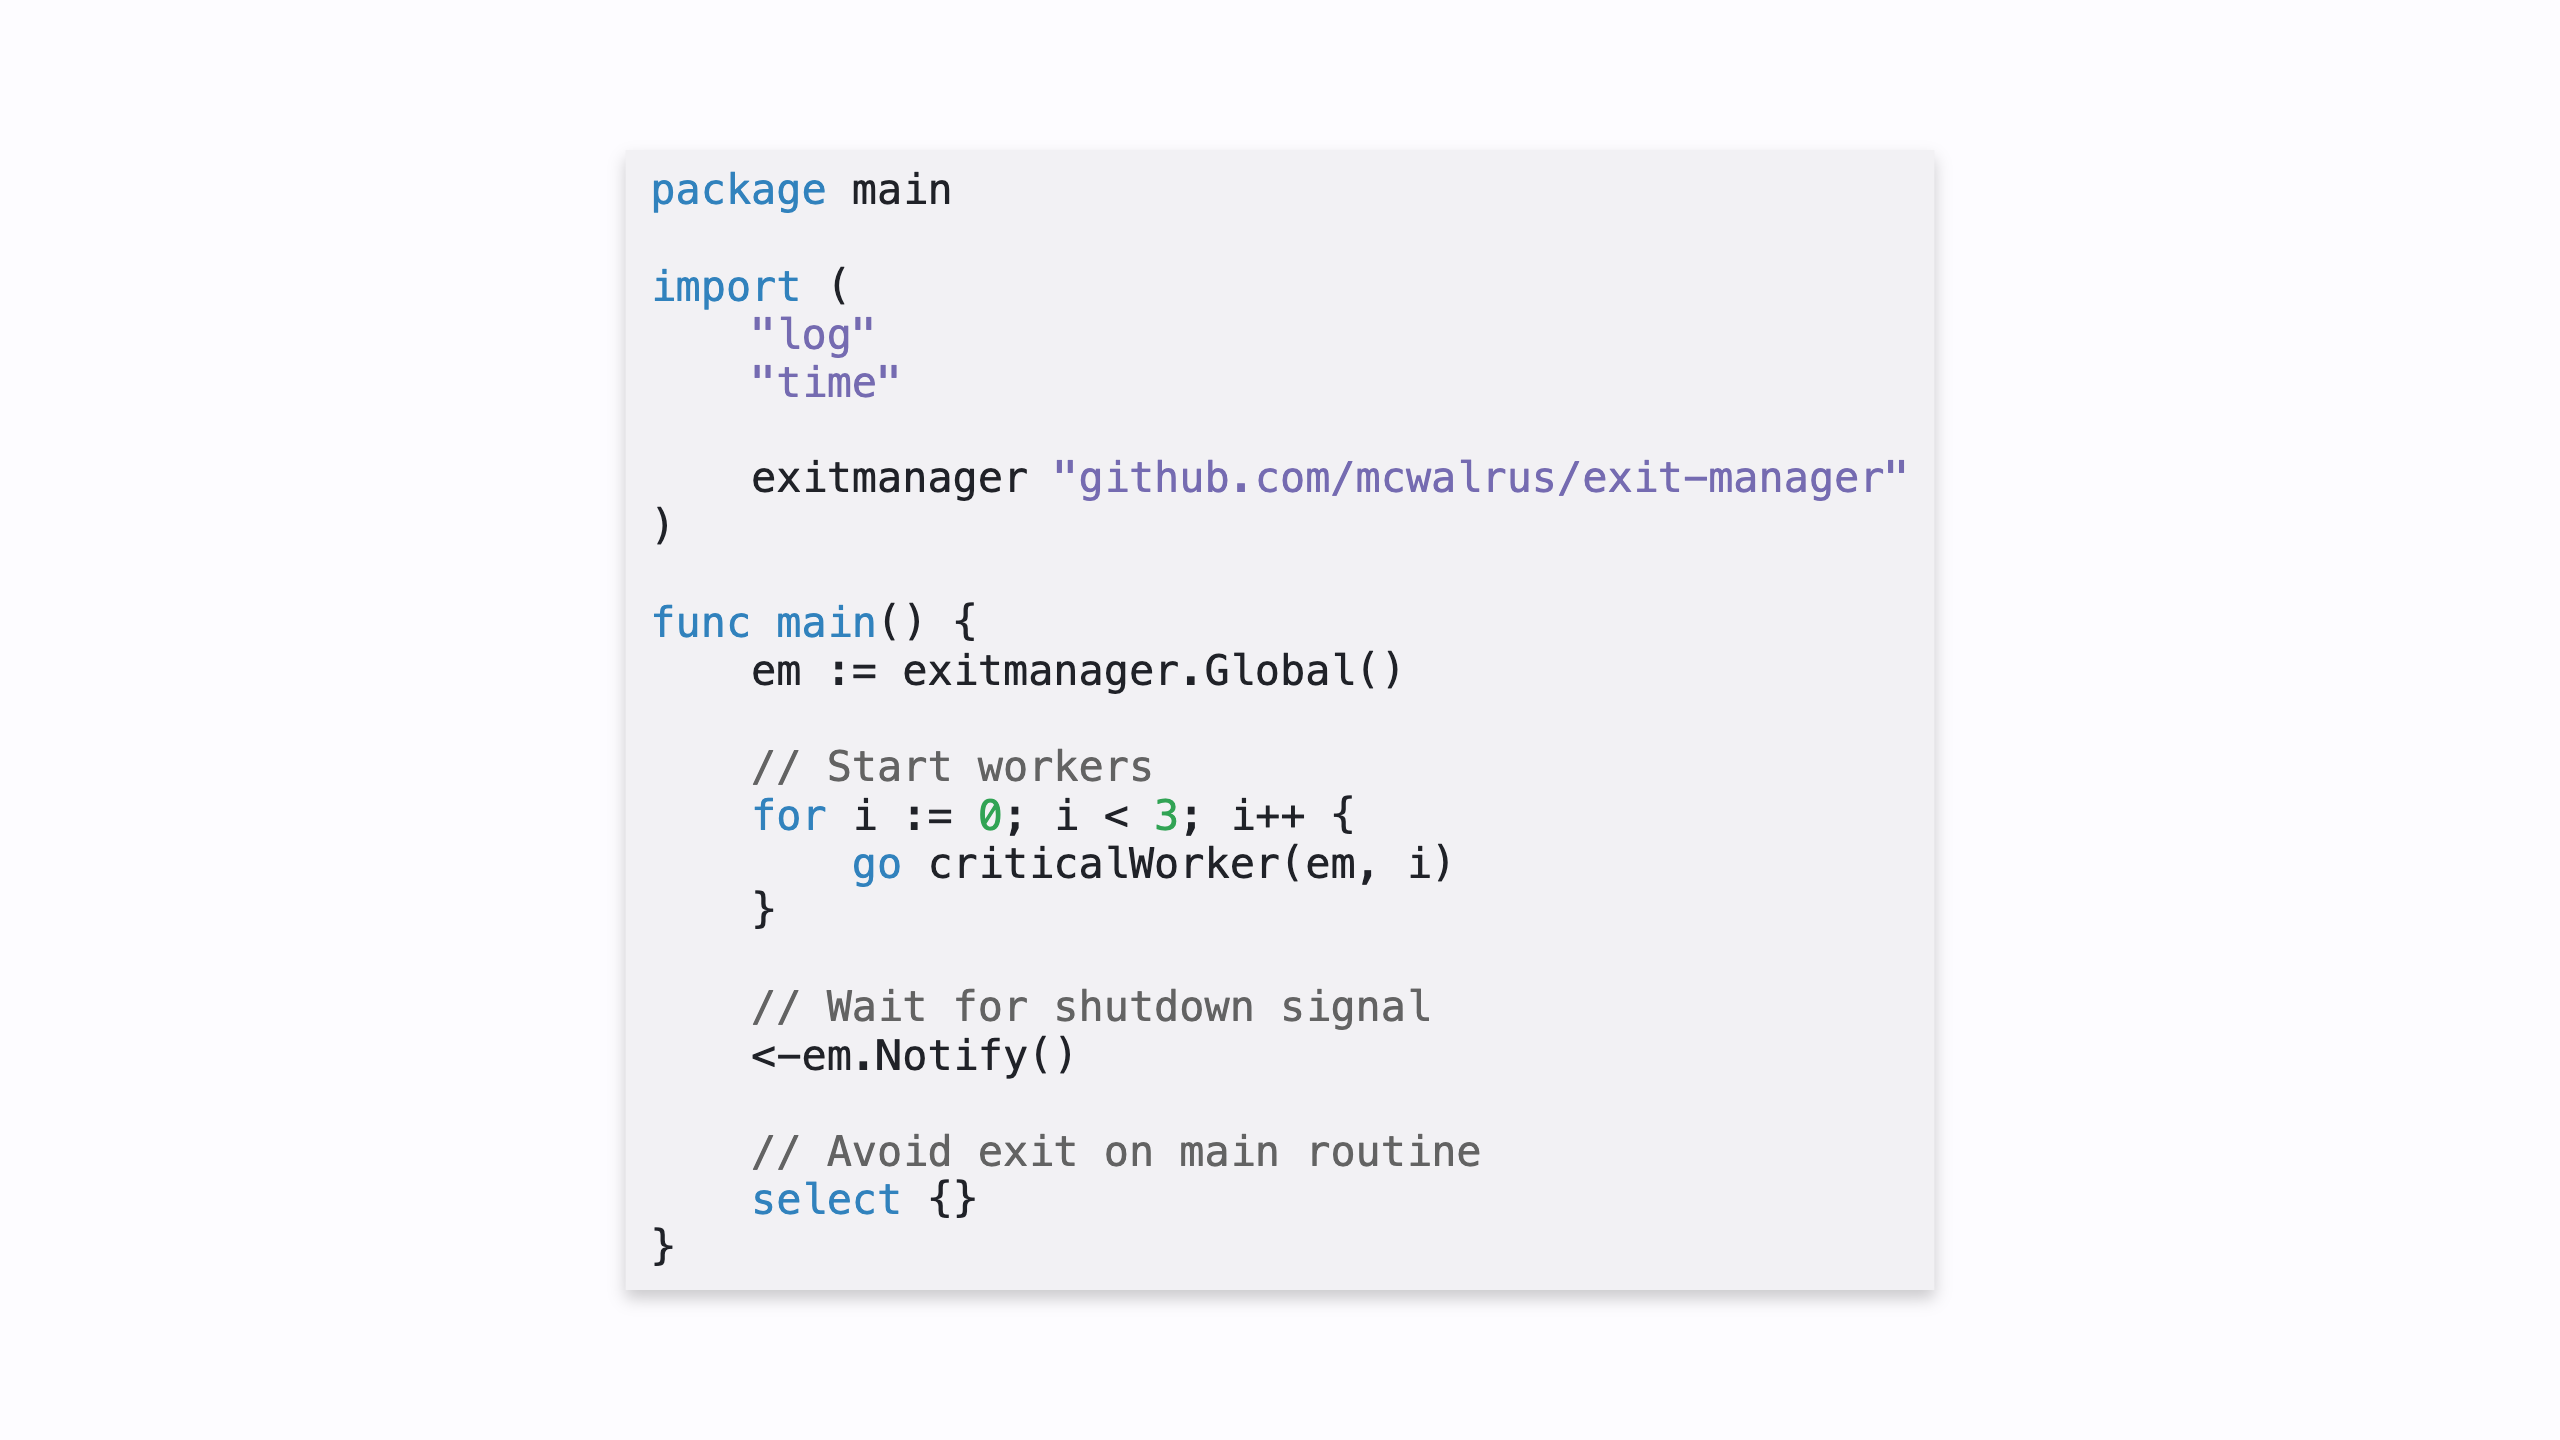 package main
import (
"log"
"time"
exitmanager "github.com/mcwalrus/exit-manager"
)
func main() {
em := exitmanager.Global()
// Start workers
for i := 0; i < 3; i++ {
go criticalWorker(em, i)
}
// Wait for shutdown signal
<-em.Notify()
// Avoid exit on main routine
select {}
}